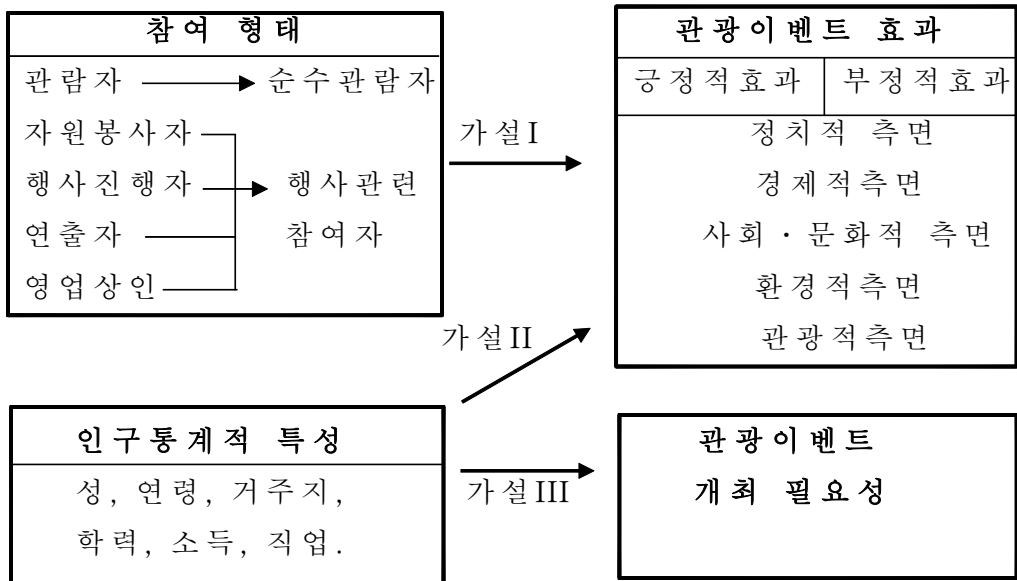 참여 형태
관람자 순수관람자
자원봉사자
행사진행자 행사관련
연출자 참여자
영업상인
가설I
관광이벤트 효과
긍정적효과 부정적효과
정치적 측면
경제적측면
사회・문화적 측면
환경적측면
관광적측면
가설II
인구통계적 특성
성, 연령, 거주지,
학력, 소득, 직업.
가설III
관광이벤트
개최 필요성